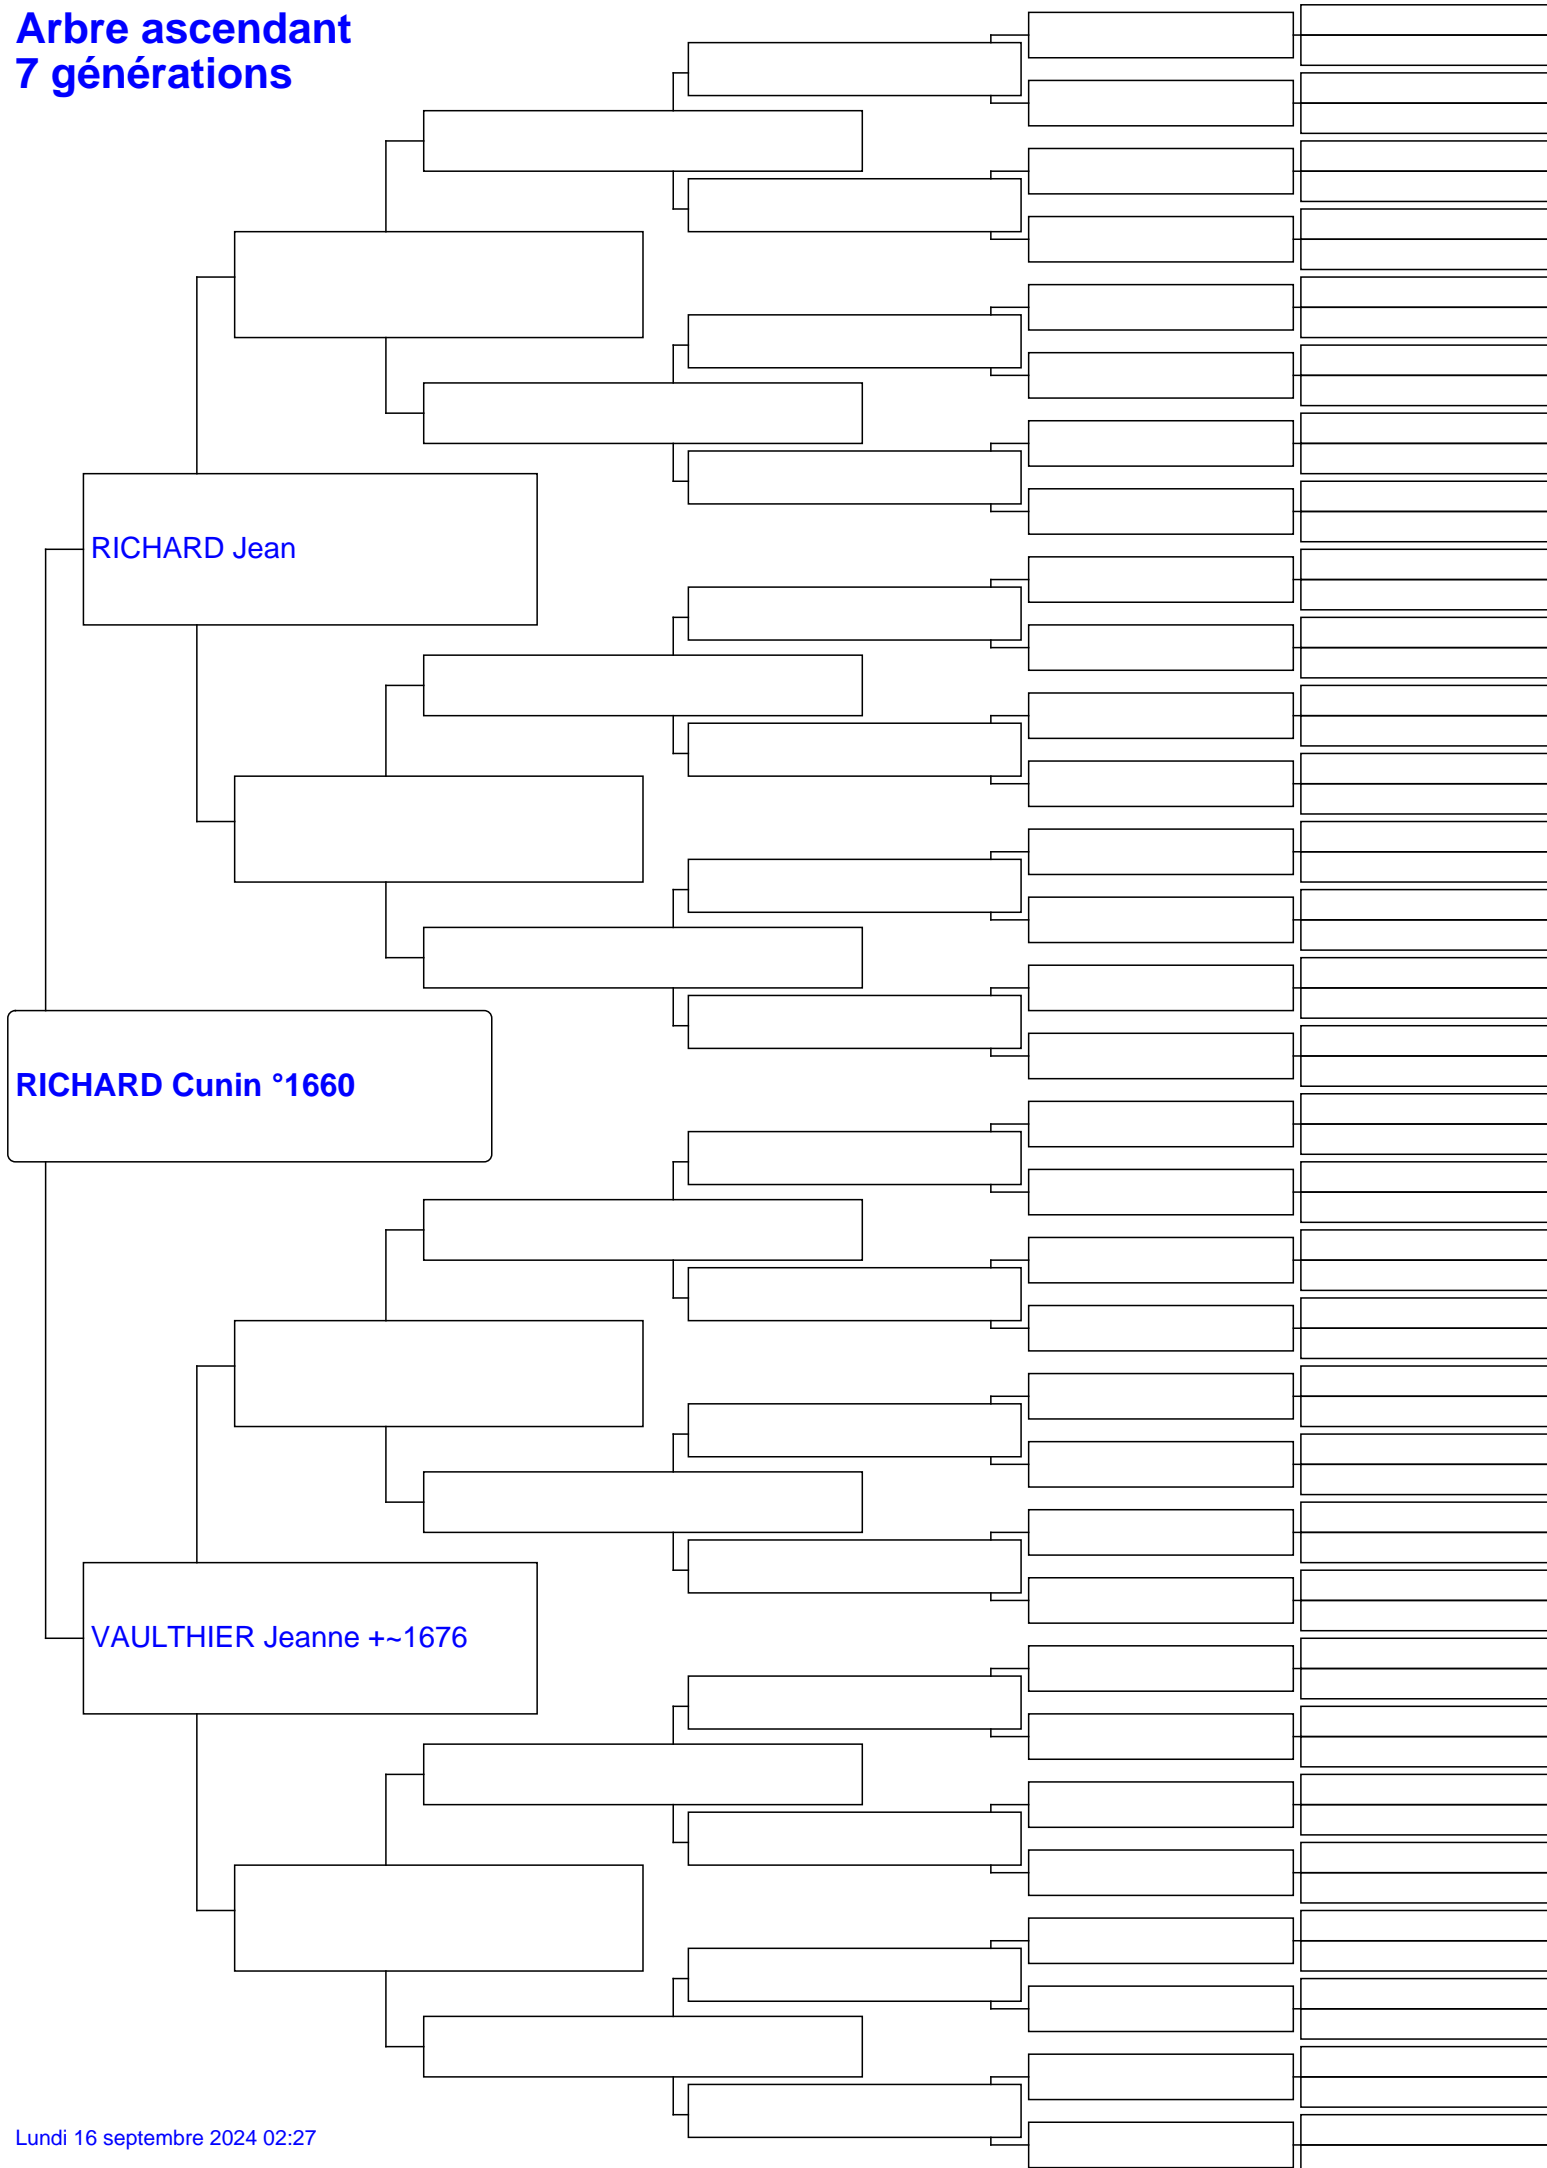 Arbre ascendant
7 générations
RICHARD Jean
RICHARD Cunin °1660
VAULTHIER Jeanne +~1676
Lundi 16 septembre 2024 02:27